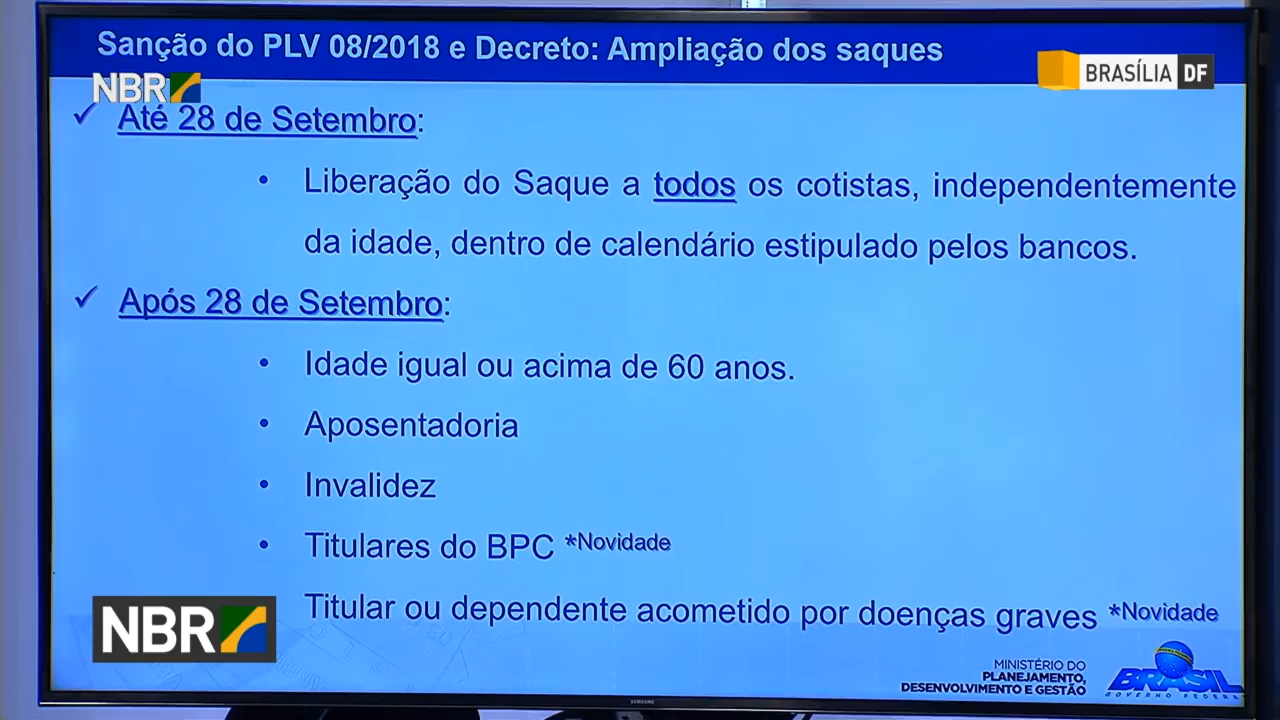 Sanção do PLV 08/2018 e Decreto: Ampliação dos saques
NBR
BRASÍLIA DF
✓ Até 28 de Setembro:
• Liberação do Saque a todos os cotistas, independentemente
da idade, dentro de calendário estipulado pelos bancos.
✓ Após 28 de Setembro:
• Idade igual ou acima de 60 anos.
• Aposentadoria
• Invalidez
• Titulares do BPC *Novidade
Titular ou dependente acometido por doenças graves *Novidade
NBR
MINISTÉRIO DO
PLANEJAMENTO,
DESENVOLVIMENTO E GESTÃO
BRASIL
GOVERNO FEDERAL
SAMSUNG